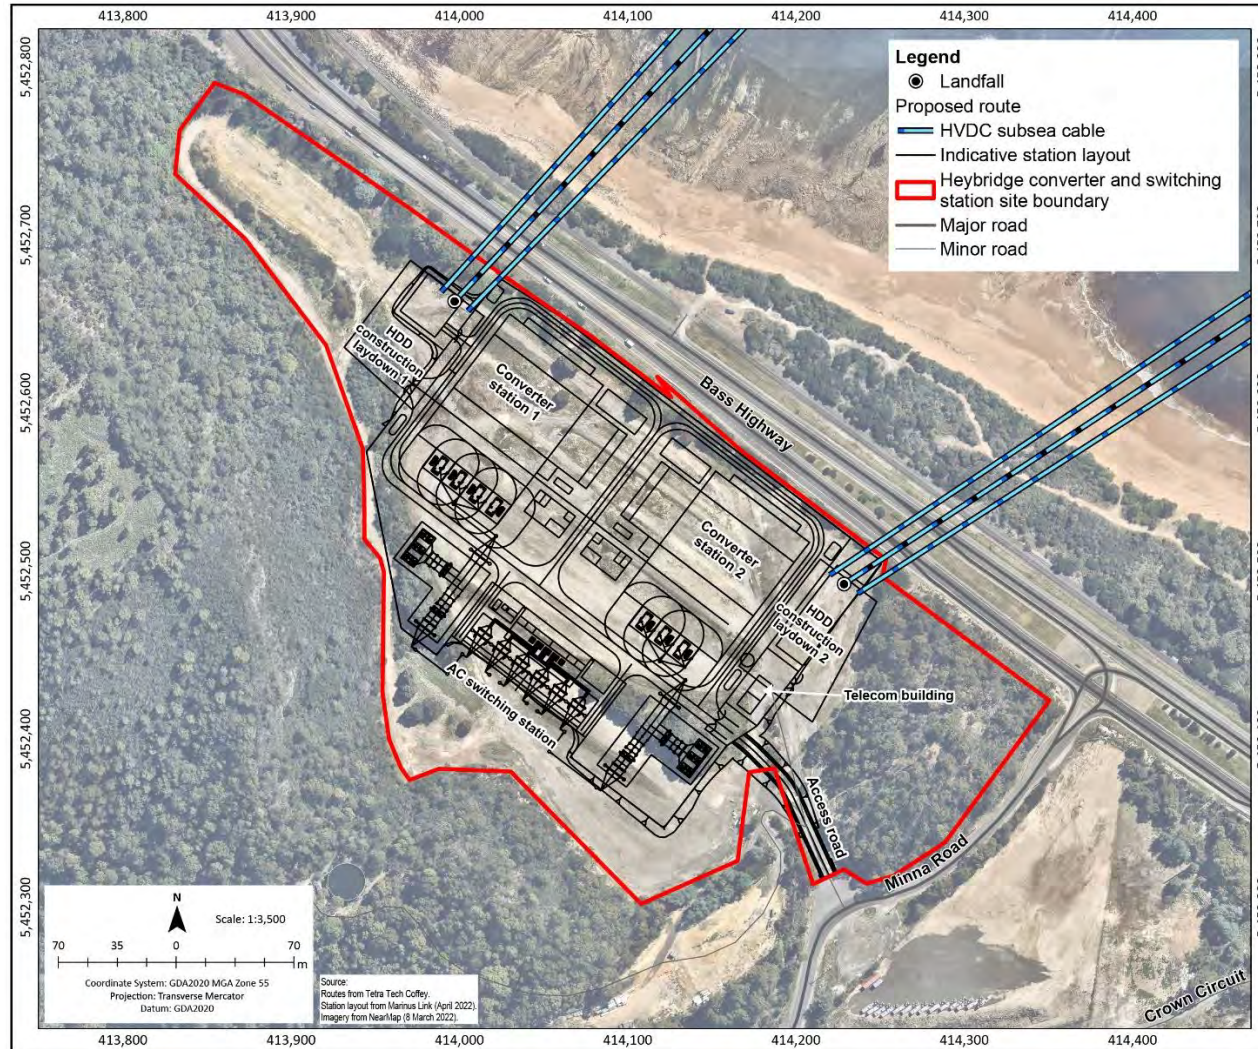 413,800
413,900
414,000
414,100
414,200
414,300
414,400
5,452,800
5,452,700
5,452,600
5,452,500
5,452,400
5,452,300
Legend
Landfall
Proposed route
HVDC subsea cable
Indicative station layout
Heybridge converter and switching
station site boundary
Major road
Minor road
HDD
construction
laydown 1
Converter
station 1
Bass Highway
Converter
station 2
HDD
construction
laydown 2
AC switching station
Telecom building
Access road
Minna Road
Crown Circuit
N
Scale: 1:3,500
70
35
0
70
m
Coordinate System: GDA2020 MGA Zone 55
Projection: Transverse Mercator
Datum: GDA2020
Source:
Routes from Tetra Tech Coffey.
Station layout from Marinus Link (April 2022).
Imagery from NearMap (8 March 2022).
413,800
413,900
414,000
414,100
414,200
414,300
414,400